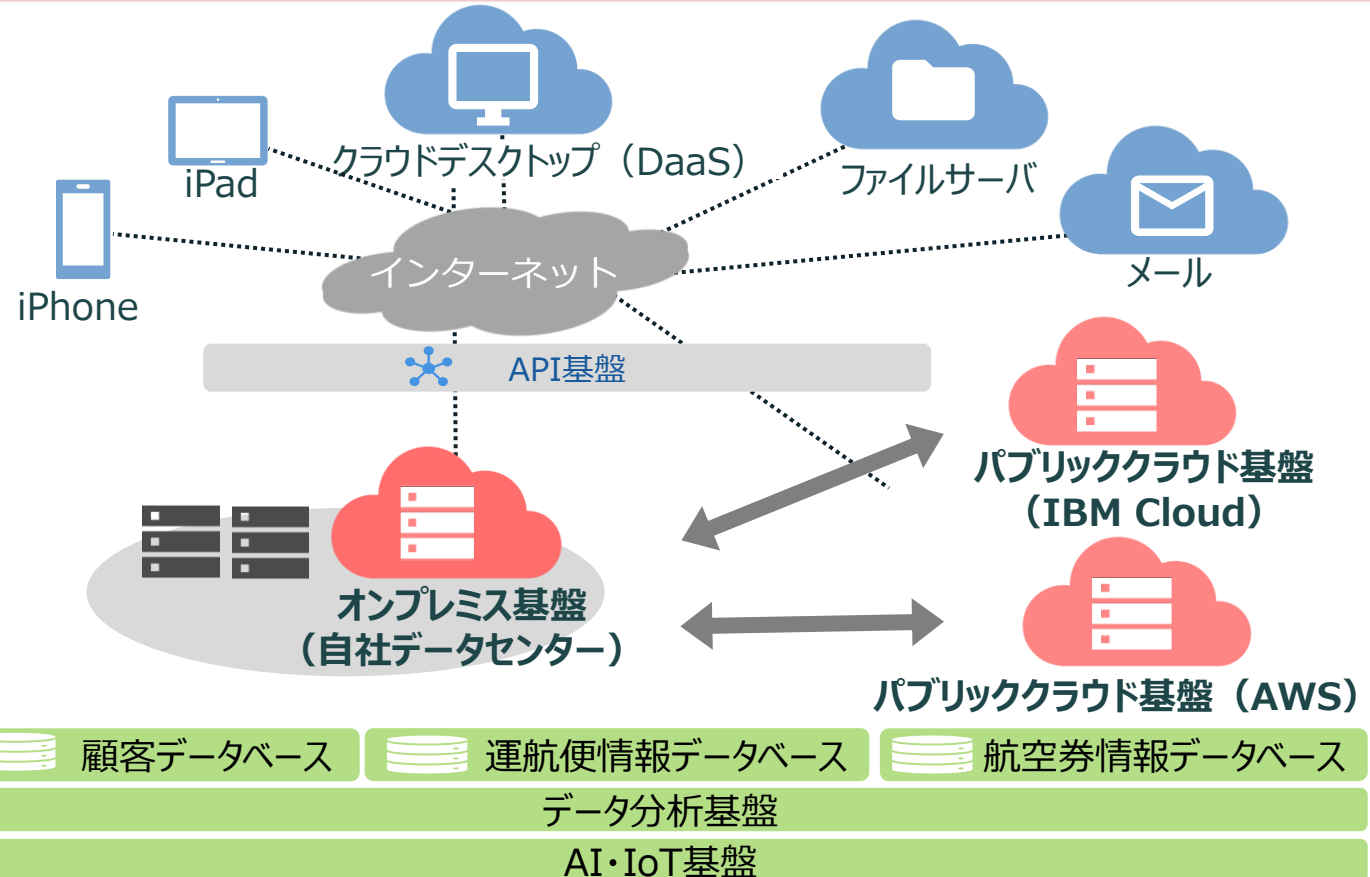 クラウドデスクトップ（DaaS）
iPad
ファイルサーバ
iPhone
インターネット
メール
API基盤
パブリッククラウド基盤
（IBM Cloud）
オンプレミス基盤
（自社データセンター）
パブリッククラウド基盤（AWS）
顧客データベース
運航便情報データベース
航空券情報データベース
データ分析基盤
AI・IoT基盤